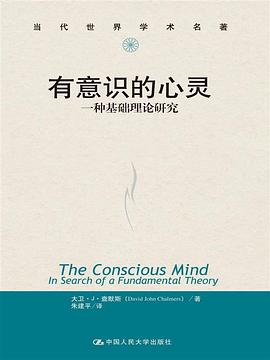 当代世界学术名著
有意识的心灵
一种基础理论研究
The Conscious Mind
In Search of a Fundamental Theory
大卫·J·查默斯（David John Chalmers）/著
朱建平/译
中国人民大学出版社